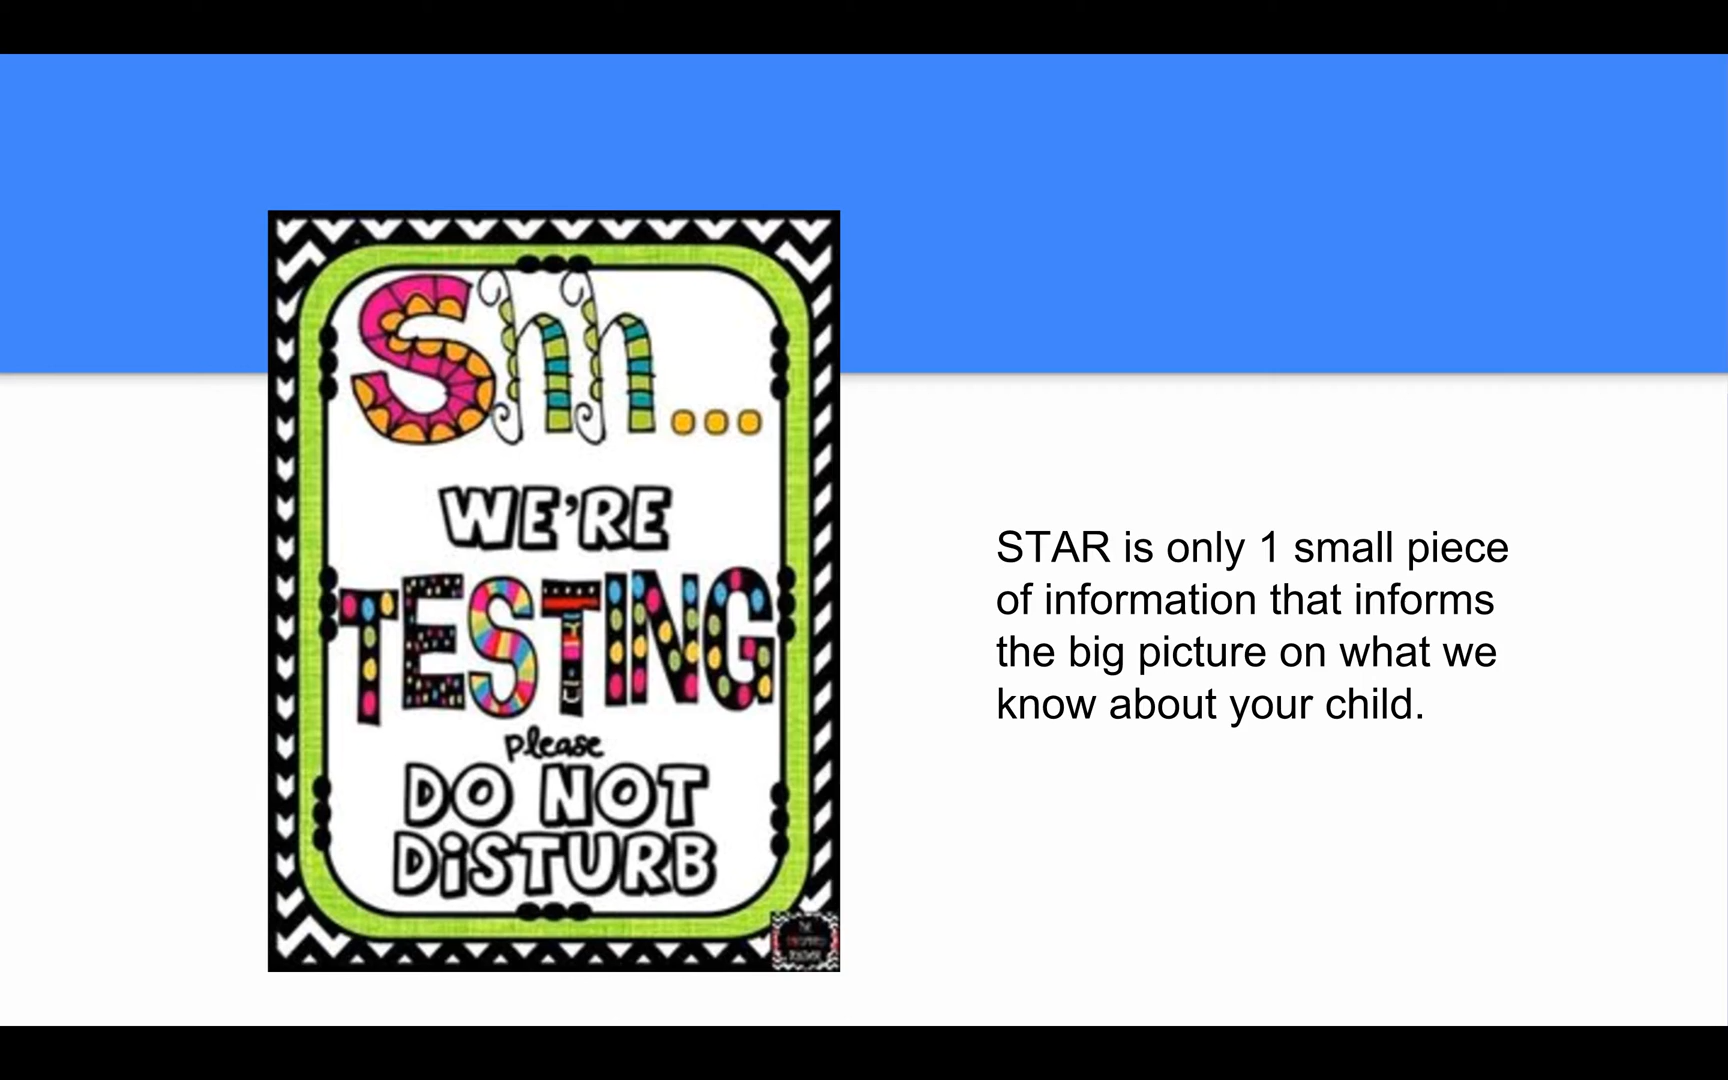 Shh...
WE'RE
TESTING
please
DO NOT
DiSTURB
STAR is only 1 small piece
of information that informs
the big picture on what we
know about your child.